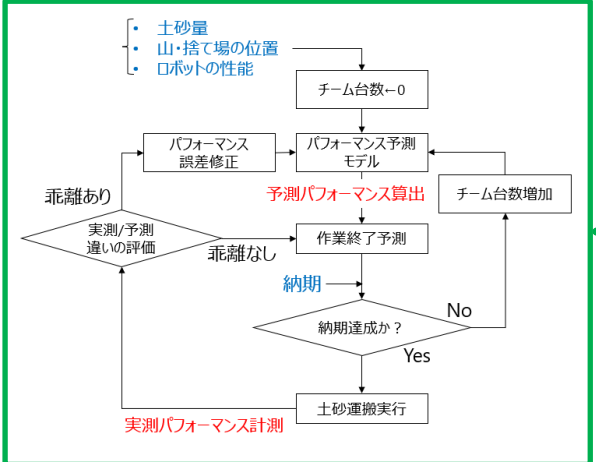 • 土砂量
• 山・捨て場の位置
• ロボットの性能
チーム台数←0
パフォーマンス
誤差修正
パフォーマンス予測
モデル
予測パフォーマンス算出
チーム台数増加
乖離あり
実測/予測
違いの評価
乖離なし
作業終了予測
納期
納期達成か？
No
Yes
土砂運搬実行
実測パフォーマンス計測